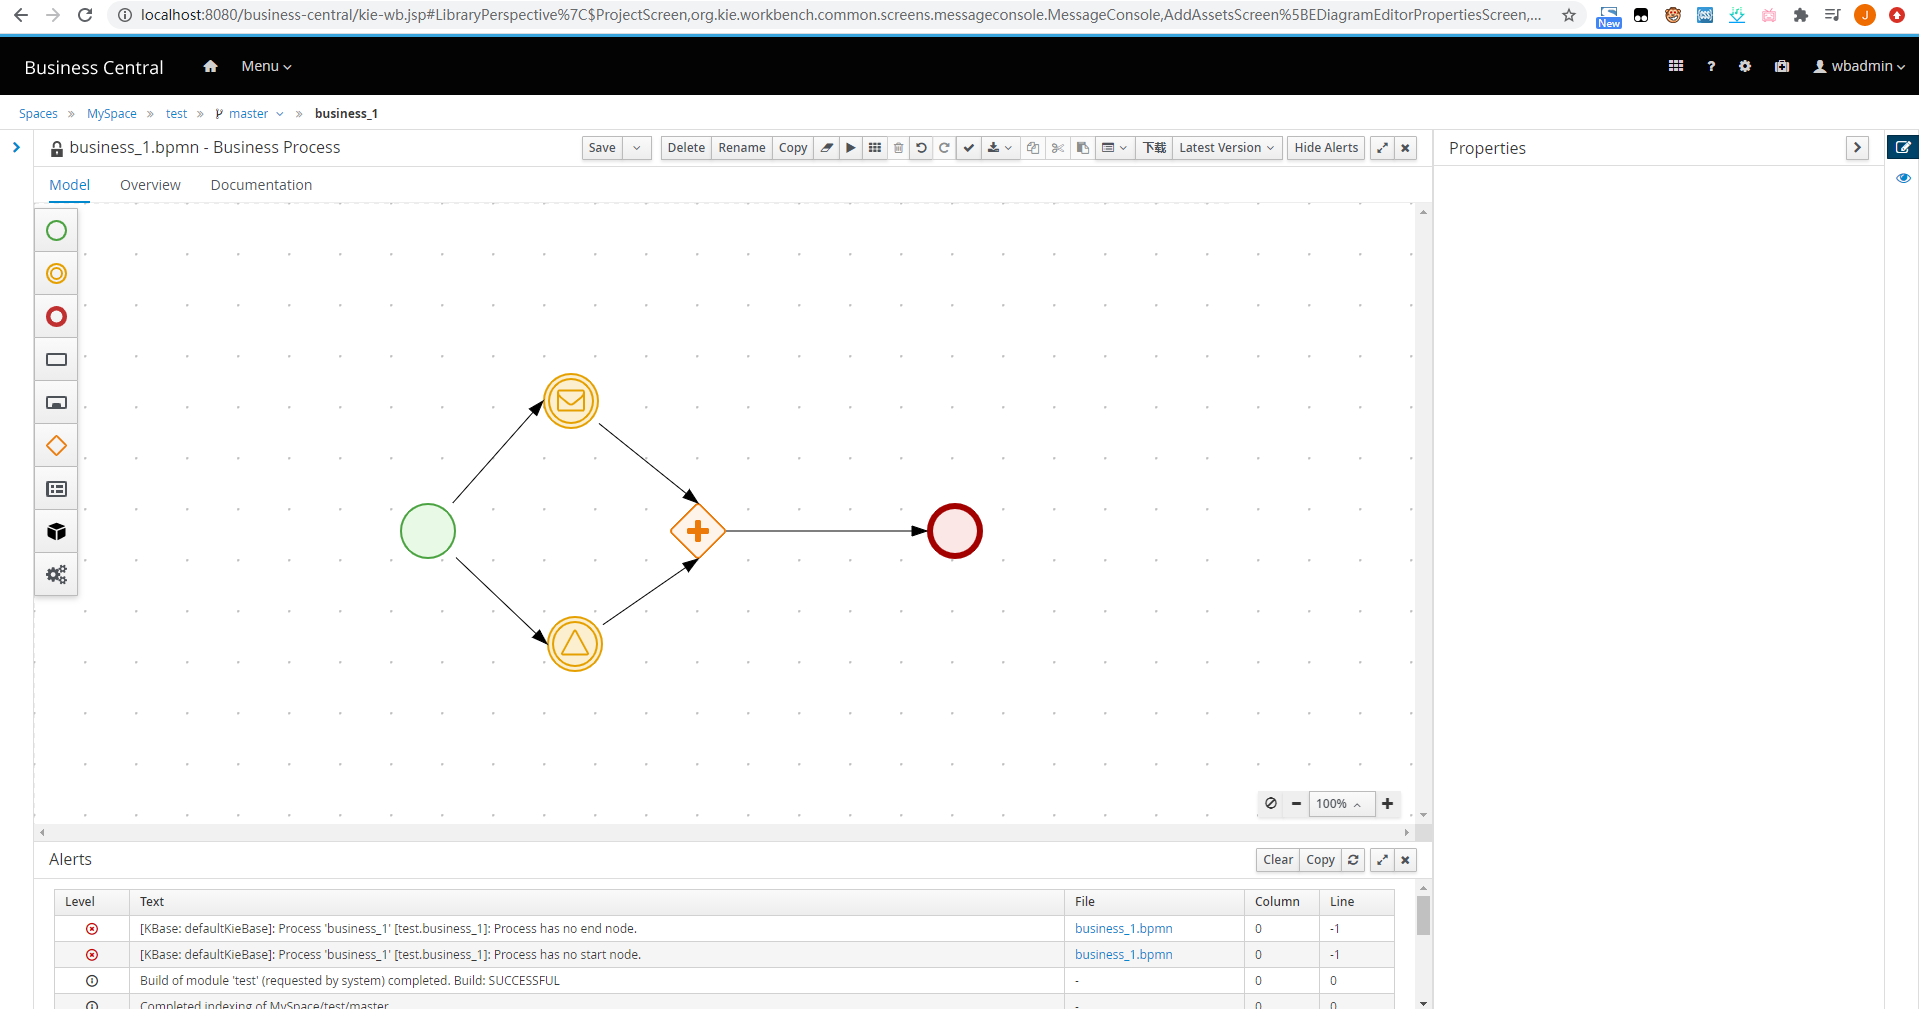 localhost:8080/business-central/kie-wb.jsp#LibraryPerspective%7C$ProjectScreen,org.kie.workbench.common.screens.messageconsole.MessageConsole,AddAssetsScreen%5BEDiagramEditorPropertiesScreen,...
New
J
Business Central
Menu
?
wbadmin
Spaces » MySpace » test » master » business_1
business_1.bpmn - Business Process
Save
Delete Rename Copy
下载 Latest Version
Hide Alerts
Properties
Model Overview Documentation
100%
Alerts
Clear Copy
Level Text File Column Line
[KBase: defaultKieBase]: Process 'business_1' [test.business_1]: Process has no end node. business_1.bpmn 0 -1
[KBase: defaultKieBase]: Process 'business_1' [test.business_1]: Process has no start node. business_1.bpmn 0 -1
Build of module 'test' (requested by system) completed. Build: SUCCESSFUL - 0 0
Completed indexing of MySpace/test/master - 0 0